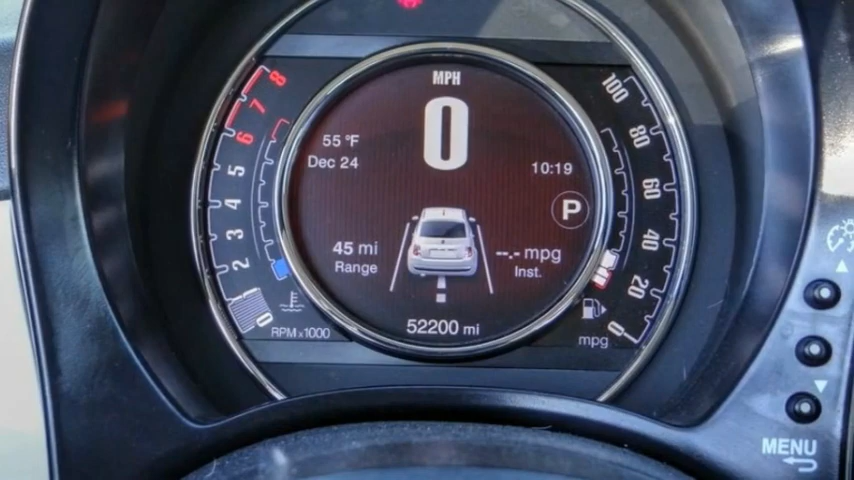 MPH
0
55 °F
Dec 24
10:19
P
45 mi
Range
--.- mpg
Inst.
52200 mi
8
7
6
5
4
3
2
0
RPM x1000
100
80
60
40
20
0
mpg
MENU